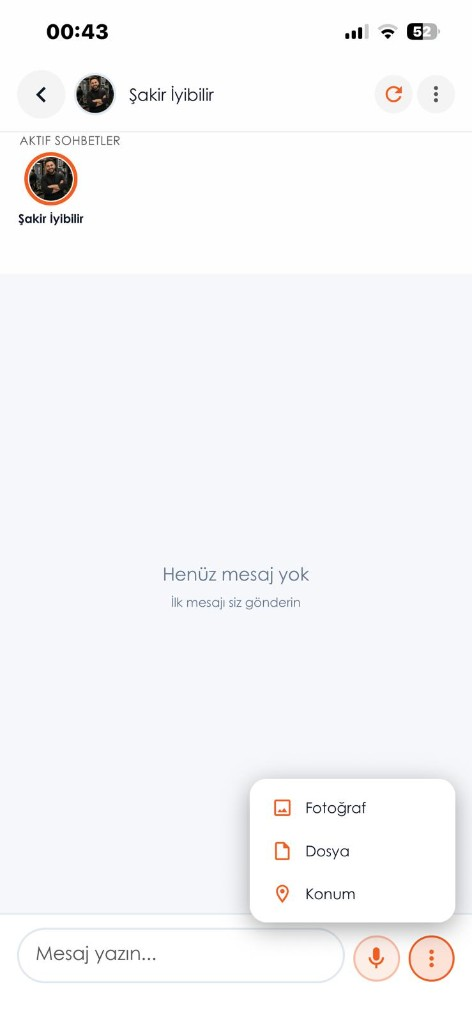 00:43
52
Şakir İyibilir
AKTIF SOHBETLER
Şakir İyibilir
Henüz mesaj yok
İlk mesajı siz gönderin
Fotoğraf
Dosya
Konum
Mesaj yazın...